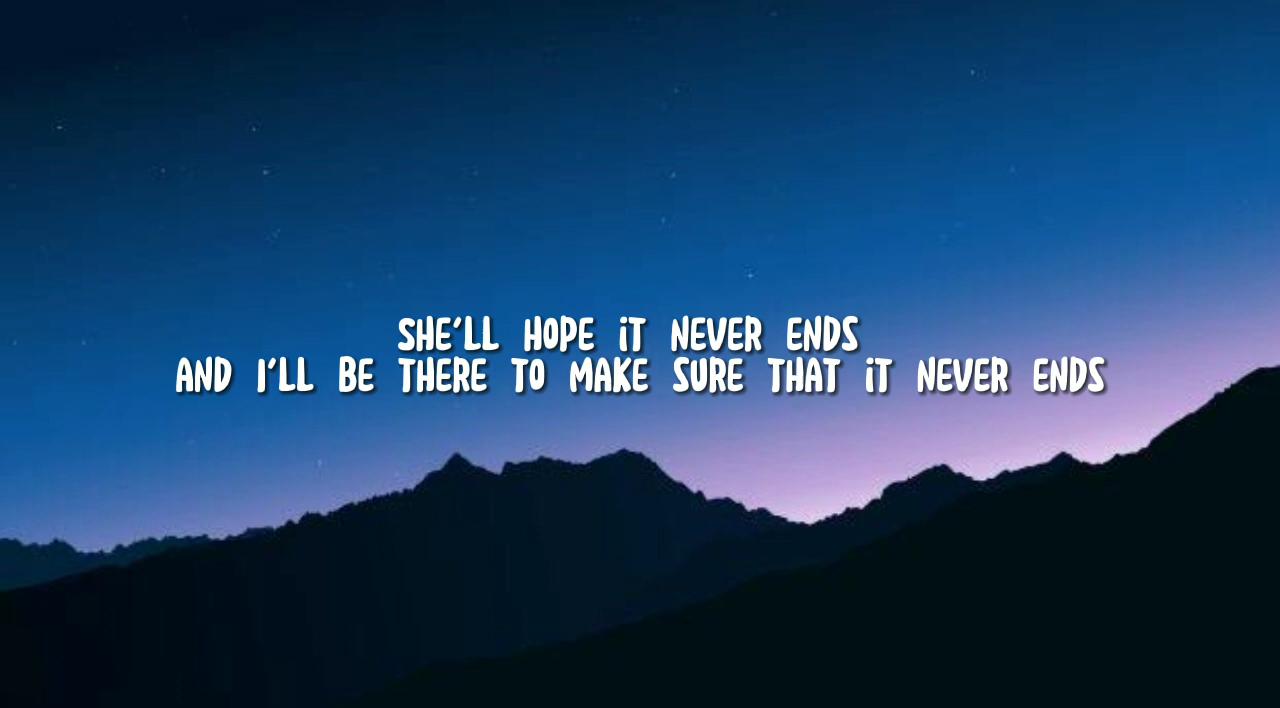 SHE'LL HOPE iT NEVER ENDS
AND I'LL BE THERE TO MAKE SURE THAT iT NEVER ENDS